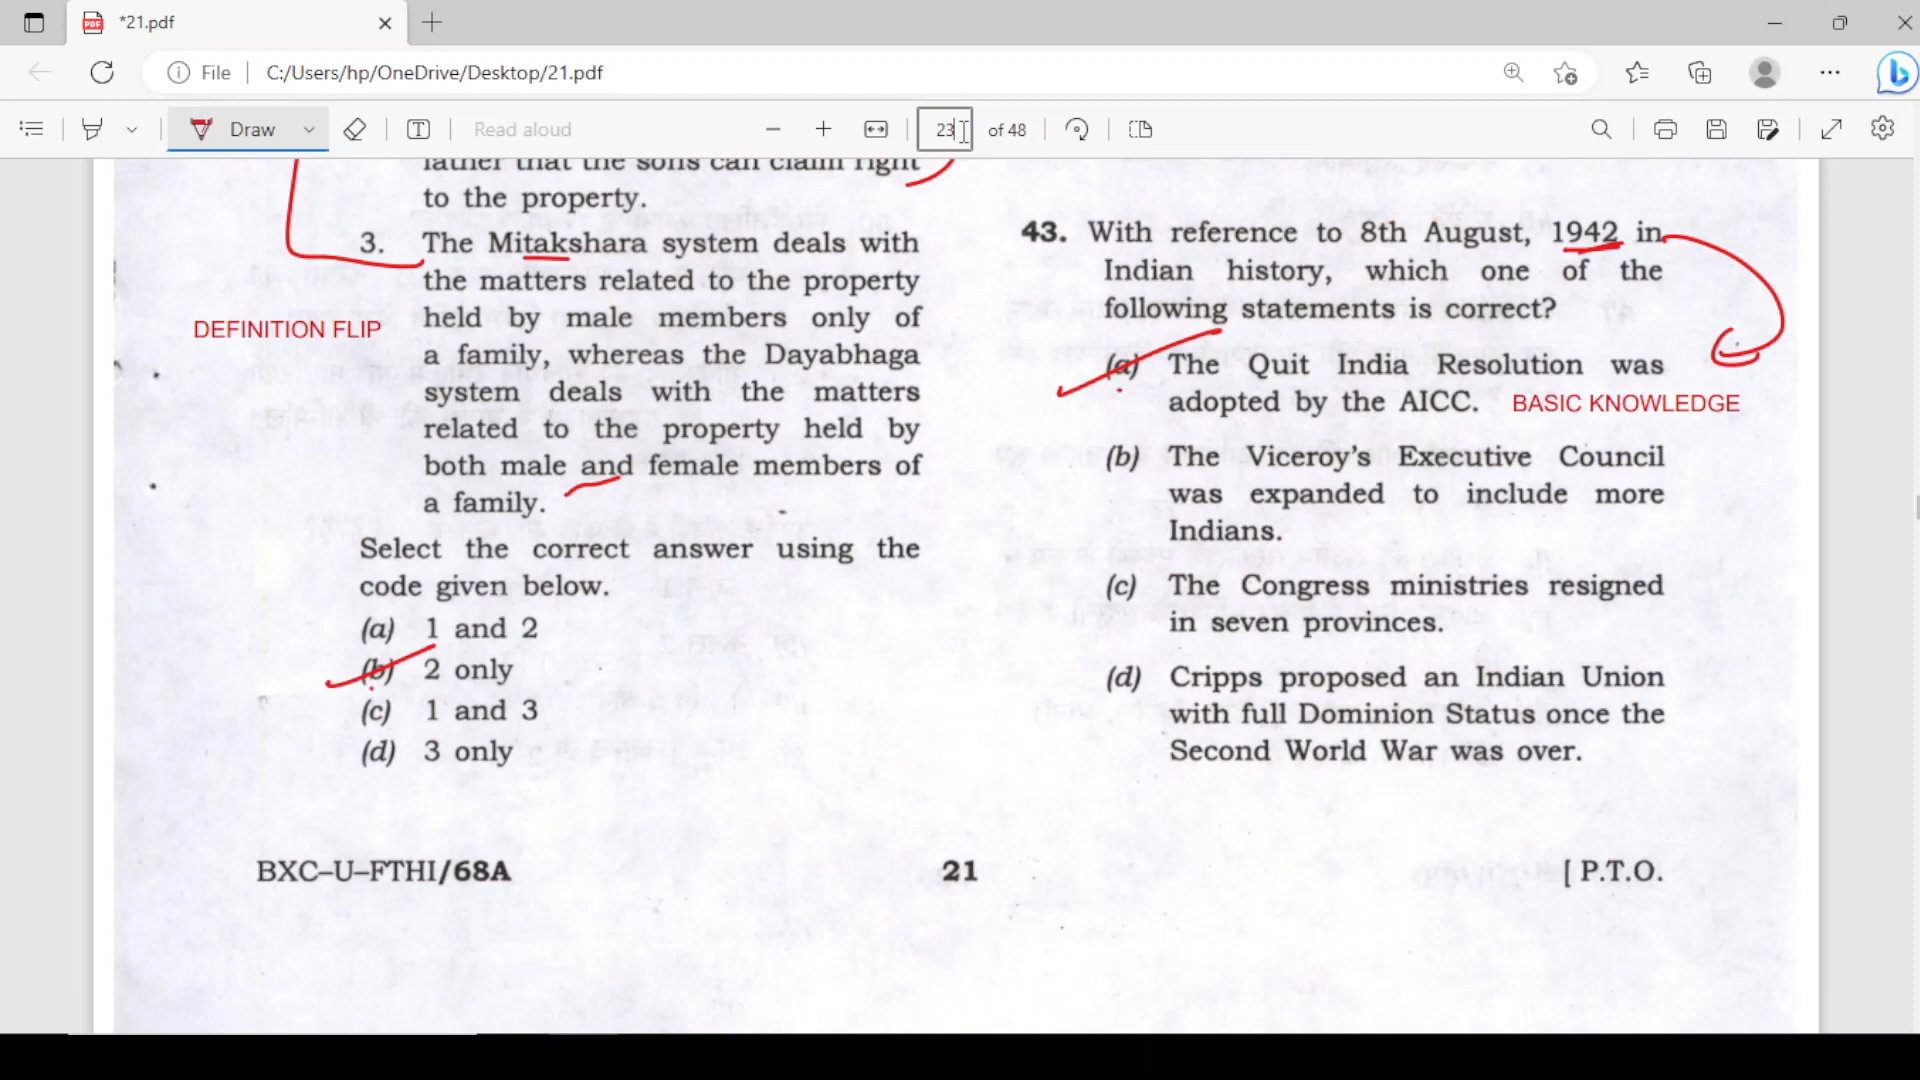 *21.pdf
File
C:/Users/hp/OneDrive/Desktop/21.pdf
Draw
Read aloud
23
of 48
father that the sons can claim right
to the property.
3. The Mitakshara system deals with
the matters related to the property
held by male members only of
a family, whereas the Dayabhaga
system deals with the matters
related to the property held by
both male and female members of
a family.
DEFINITION FLIP
Select the correct answer using the
code given below.
(a) 1 and 2
(b) 2 only
(c) 1 and 3
(d) 3 only
43. With reference to 8th August, 1942 in
Indian history, which one of the
following statements is correct?
(a) The Quit India Resolution was
adopted by the AICC.
BASIC KNOWLEDGE
(b) The Viceroy's Executive Council
was expanded to include more
Indians.
(c) The Congress ministries resigned
in seven provinces.
(d) Cripps proposed an Indian Union
with full Dominion Status once the
Second World War was over.
BXC–U–FTHI/68A
21
[ P.T.O.